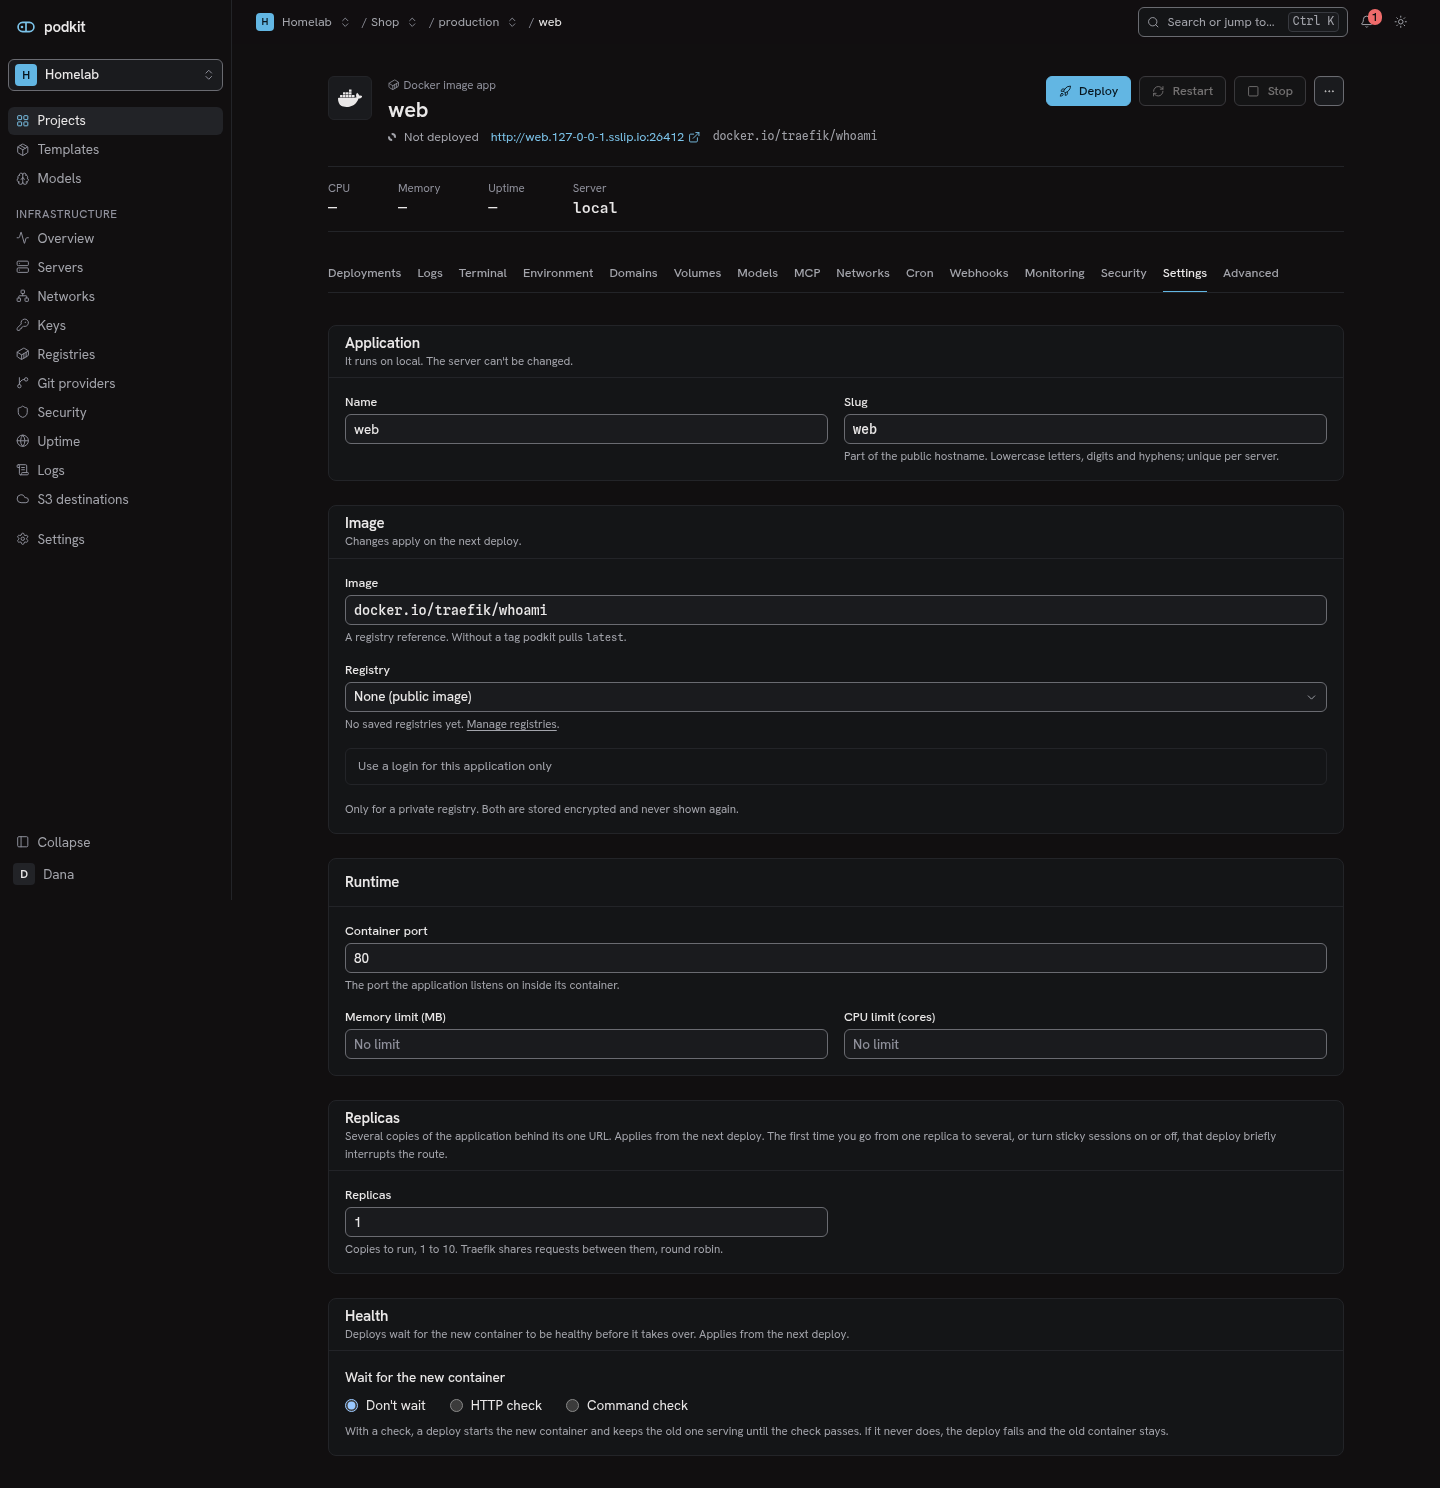 podkit
H Homelab
Projects
Templates
Models
INFRASTRUCTURE
Overview
Servers
Networks
Keys
Registries
Git providers
Security
Uptime
Logs
S3 destinations
Settings
Collapse
D Dana
H Homelab / Shop / production / web
Search or jump to... Ctrl K
1
Docker image app
web
Not deployed http://web.127-0-0-1.sslip.io:26412 docker.io/traefik/whoami
Deploy Restart Stop ...
CPU Memory Uptime Server
— — — local
Deployments Logs Terminal Environment Domains Volumes Models MCP Networks Cron Webhooks Monitoring Security Settings Advanced
Application
It runs on local. The server can't be changed.
Name Slug
web web
Part of the public hostname. Lowercase letters, digits and hyphens; unique per server.
Image
Changes apply on the next deploy.
Image
docker.io/traefik/whoami
A registry reference. Without a tag podkit pulls latest.
Registry
None (public image)
No saved registries yet. Manage registries.
Use a login for this application only
Only for a private registry. Both are stored encrypted and never shown again.
Runtime
Container port
80
The port the application listens on inside its container.
Memory limit (MB) CPU limit (cores)
No limit No limit
Replicas
Several copies of the application behind its one URL. Applies from the next deploy. The first time you go from one replica to several, or turn sticky sessions on or off, that deploy briefly
interrupts the route.
Replicas
1
Copies to run, 1 to 10. Traefik shares requests between them, round robin.
Health
Deploys wait for the new container to be healthy before it takes over. Applies from the next deploy.
Wait for the new container
Don't wait HTTP check Command check
With a check, a deploy starts the new container and keeps the old one serving until the check passes. If it never does, the deploy fails and the old container stays.